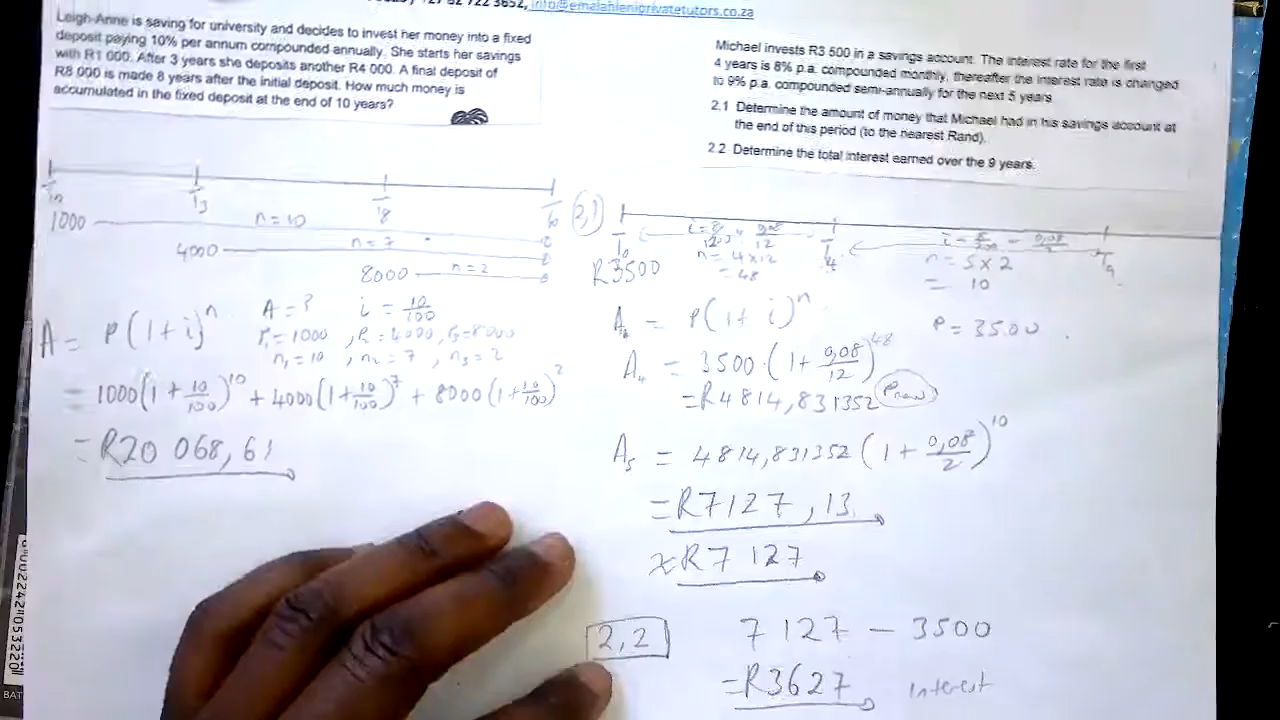 info@emalahleniprivatetutors.co.za
Leigh-Anne is saving for university and decides to invest her money into a fixed
deposit paying 10% per annum compounded annually. She starts her savings
with R1 000. After 3 years she deposits another R4 000. A final deposit of
R8 000 is made 8 years after the initial deposit. How much money is
accumulated in the fixed deposit at the end of 10 years?
T0 T3 T8
1000 n = 10
4000 n = 7
8000 n = 2
A = P(1+i)^n
A = ? i = 10/100
P1 = 1000, P2 = 4000, P3 = 8000
n1 = 10, n2 = 7, n3 = 2
= 1000(1 + 10/100)^10 + 4000(1 + 10/100)^7 + 8000(1 + 10/100)^2
= R20 068,61
Michael invests R3 500 in a savings account. The interest rate for the first
4 years is 8% p.a. compounded monthly, thereafter the interest rate is changed
to 9% p.a. compounded semi-annually for the next 5 years
2.1 Determine the amount of money that Michael had in his savings account at
the end of this period (to the nearest Rand).
2.2 Determine the total interest earned over the 9 years.
2,1
T0 T4 T9
R3500
n = 4 x 12
= 48
n = 5 x 2
= 10
P = 3500
= P(1 + i)^n
A4 = 3500·(1 + 0,08/12)^48
= R4814,831352 Pnew
A5 = 4814,831352(1 + 0,08/2)^10
= R7127,13
≈ R7 127
2,2 7 127 – 3500
= R3627 Interest
BAT